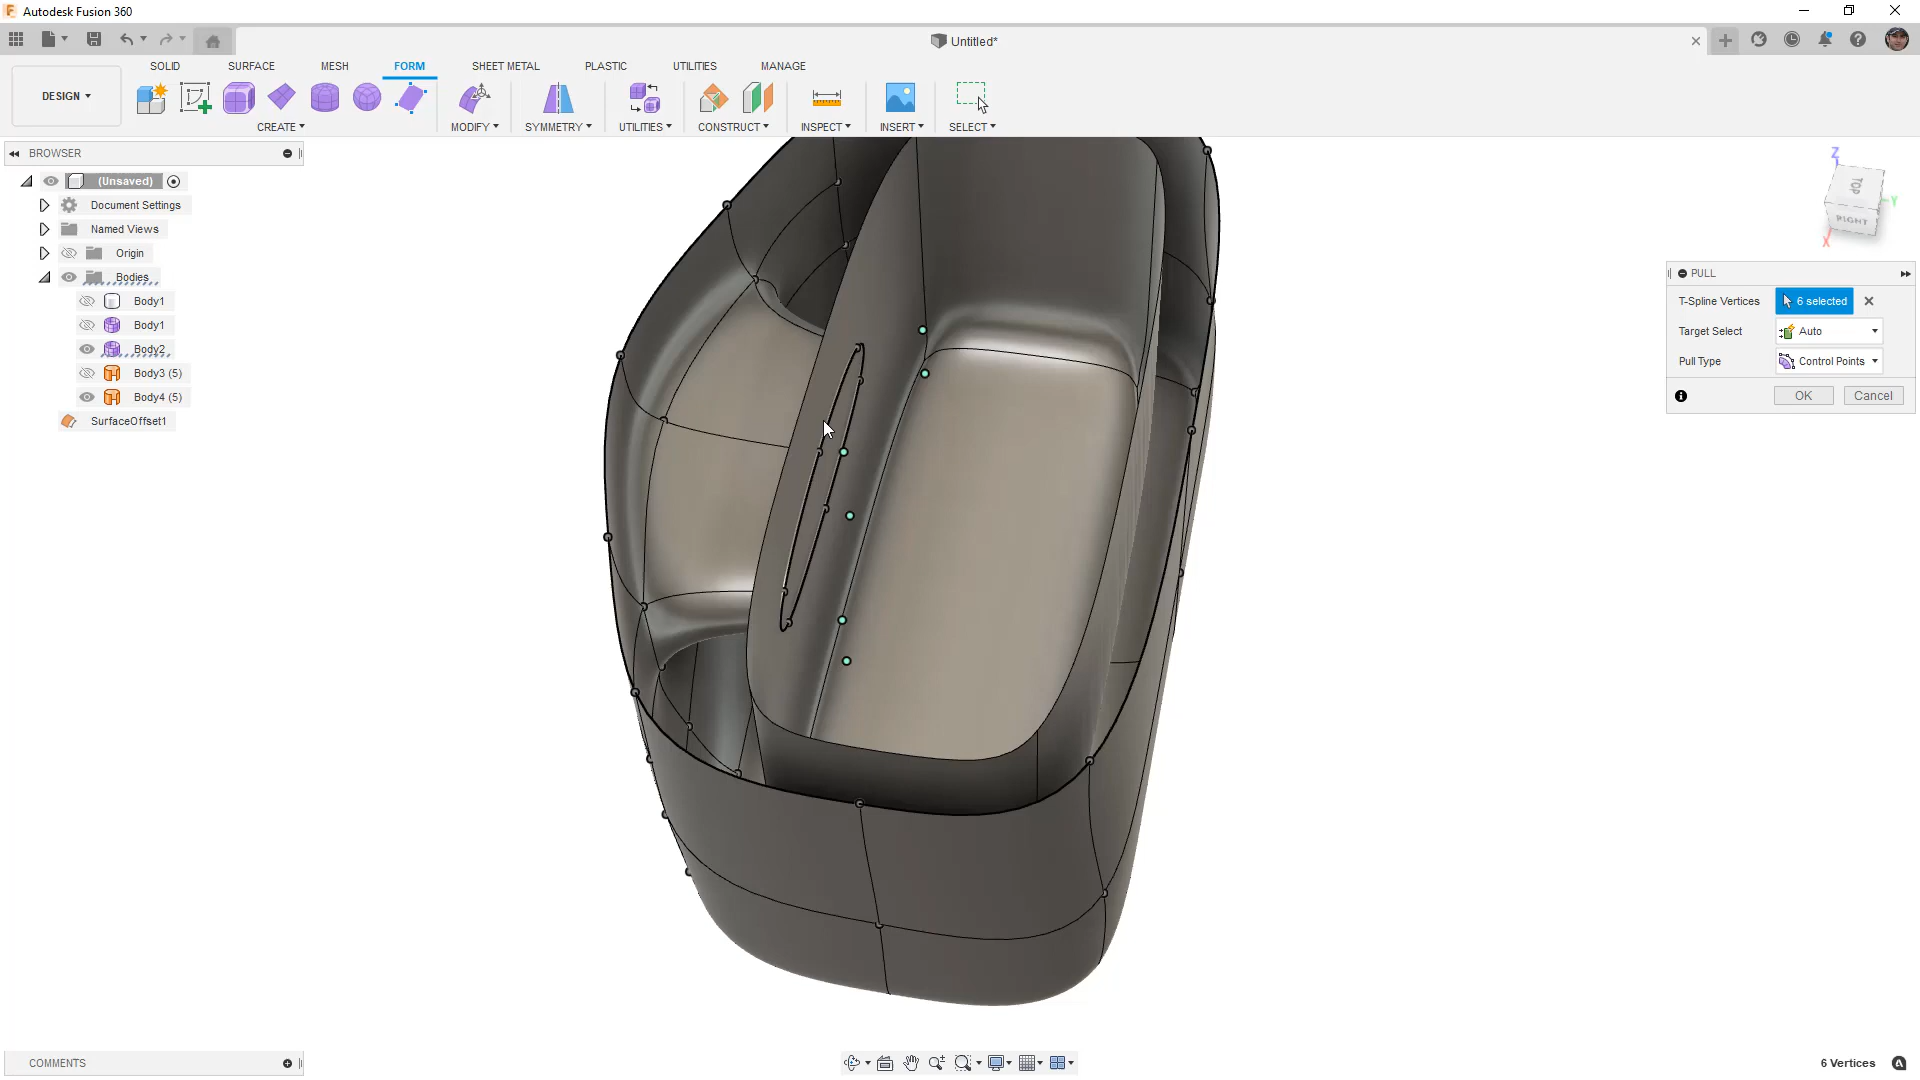 Autodesk Fusion 360
Untitled*
DESIGN
SOLID
SURFACE
MESH
FORM
SHEET METAL
PLASTIC
UTILITIES
MANAGE
CREATE
MODIFY
SYMMETRY
UTILITIES
CONSTRUCT
INSPECT
INSERT
SELECT
BROWSER
(Unsaved)
Document Settings
Named Views
Origin
Bodies
Body1
Body1
Body2
Body3 (5)
Body4 (5)
SurfaceOffset1
Z
TOP
RIGHT
Y
X
PULL
T-Spline Vertices
6 selected
Target Select
Auto
Pull Type
Control Points
OK
Cancel
COMMENTS
6 Vertices